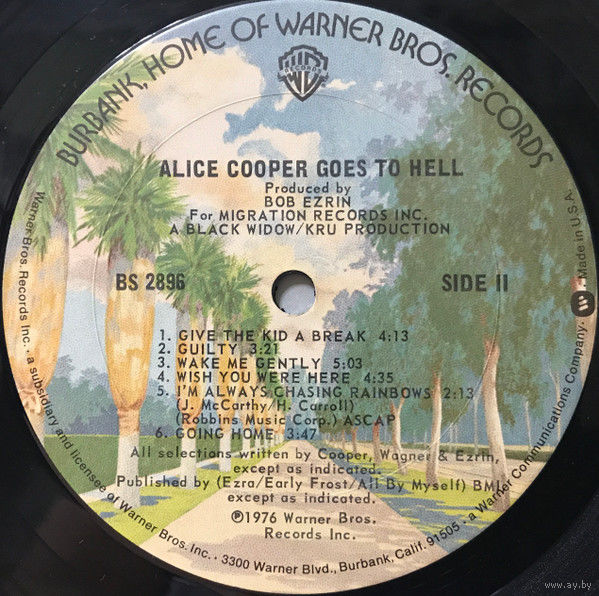 BURBANK, HOME OF WARNER BROS. RECORDS
WB
RECORDS
ALICE COOPER GOES TO HELL
Produced by
BOB EZRIN
For MIGRATION RECORDS INC.
A BLACK WIDOW/KRU PRODUCTION
BS 2896 SIDE II
1. GIVE THE KID A BREAK 4:13
2. GUILTY 3:21
3. WAKE ME GENTLY 5:03
4. WISH YOU WERE HERE 4:35
5. I'M ALWAYS CHASING RAINBOWS 2:13
(J. McCarthy/H. Carroll)
(Robbins Music Corp.) ASCAP
6. GOING HOME 3:47
All selections written by Cooper, Wagner & Ezrin,
except as indicated.
Published by (Ezra/Early Frost/All By Myself) BMI
except as indicated.
℗1976 Warner Bros.
Records Inc.
Warner Bros. Records Inc. • a subsidiary and licensee of Warner Bros. Inc. • 3300 Warner Blvd., Burbank, Calif. 91505 • a Warner Communications Company. Made in U.S.A.
www.ay.by